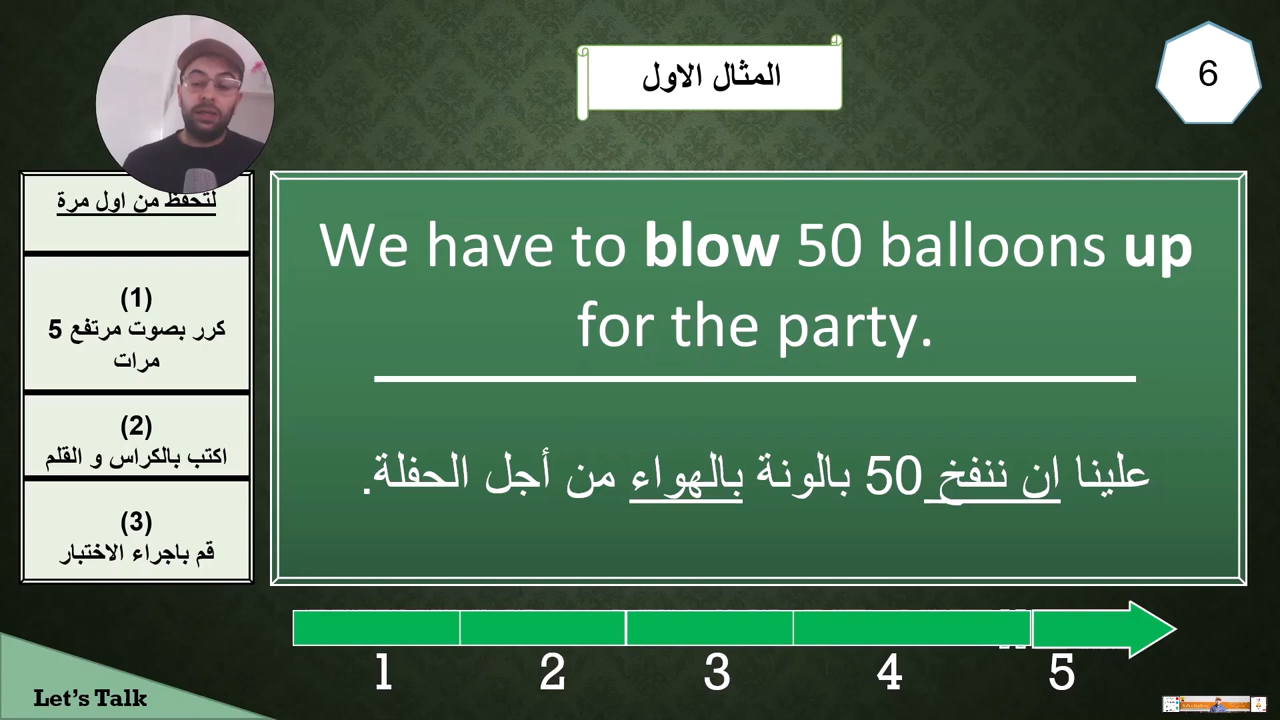 المثال الاول
6
لتحفظ من اول مرة
(1)
كرر بصوت مرتفع 5
مرات
(2)
اكتب بالكراس و القلم
(3)
قم باجراء الاختبار
We have to blow 50 balloons up
for the party.
علينا ان ننفخ 50 بالونة بالهواء من أجل الحفلة.
1 2 3 4 5
Let's Talk